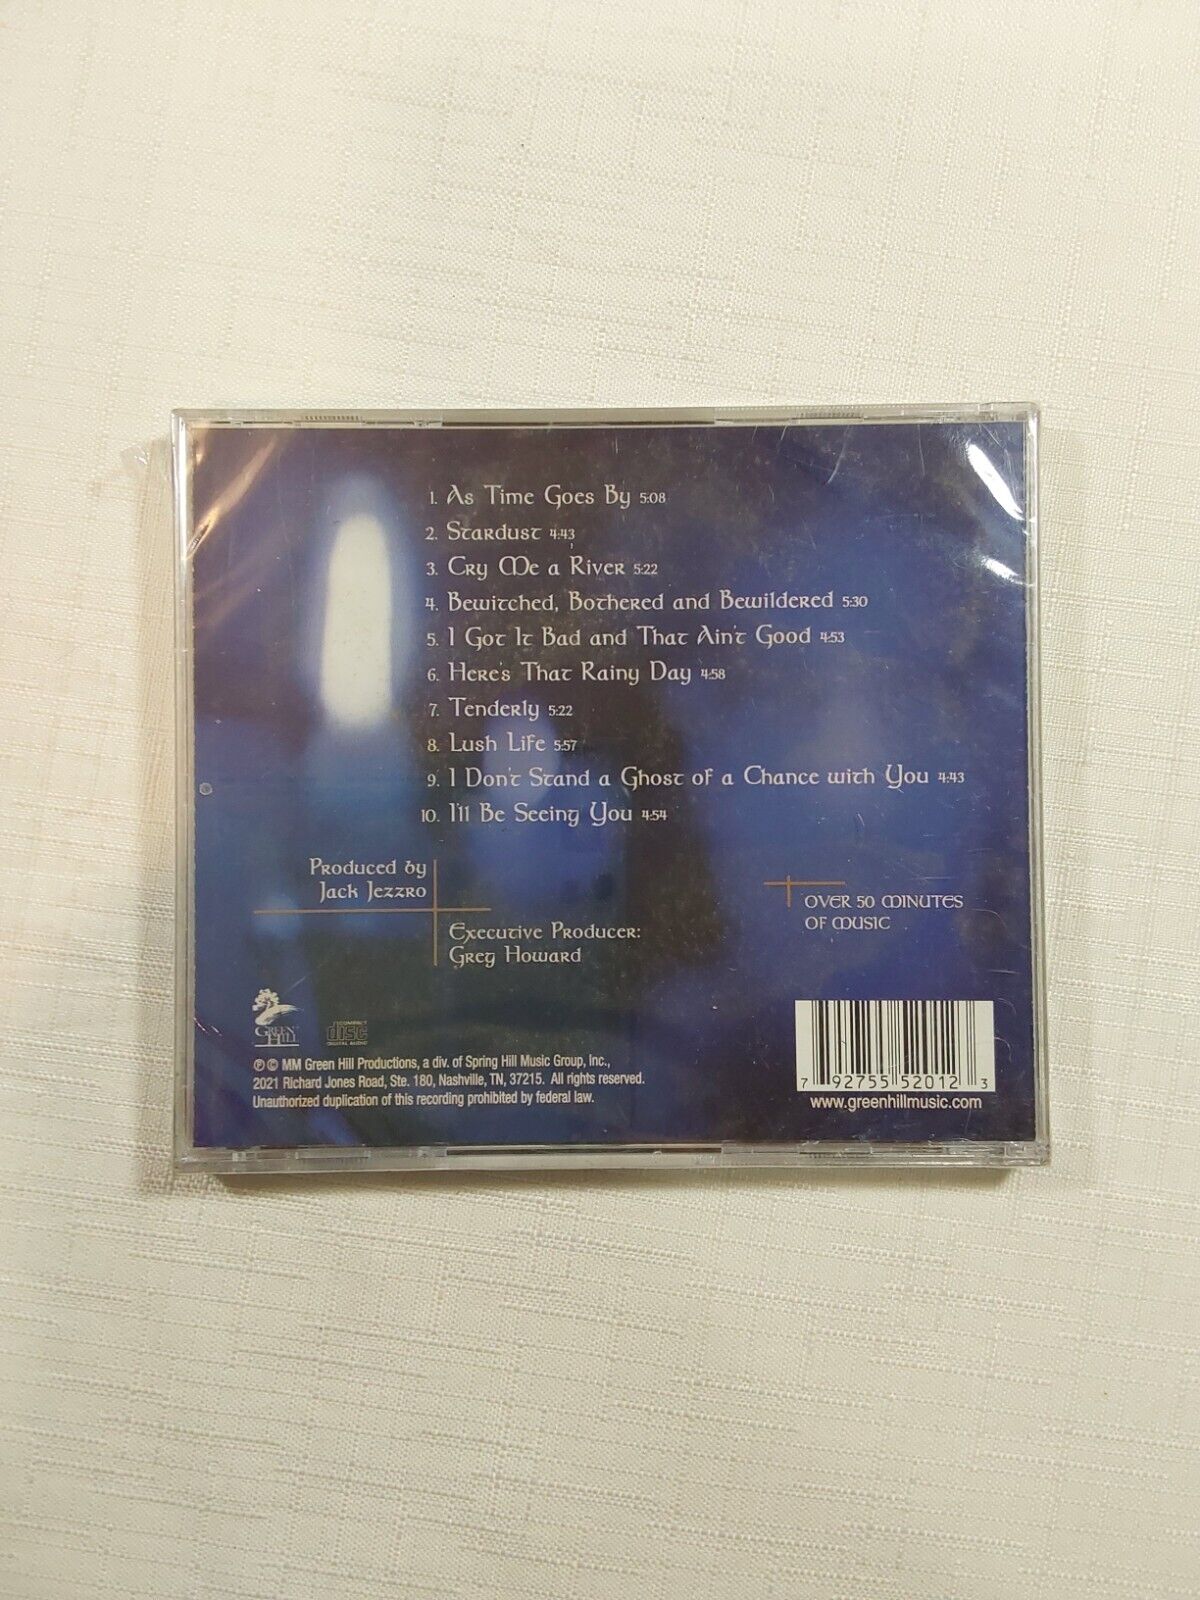 1. As Time Goes By 5:08
2. Stardust 4:43
3. Cry Me a River 5:22
4. Bewitched, Bothered and Bewildered 5:30
5. I Got It Bad and That Ain't Good 4:53
6. Here's That Rainy Day 4:58
7. Tenderly 5:22
8. Lush Life 5:57
9. I Don't Stand a Ghost of a Chance with You 4:43
10. I'll Be Seeing You 4:54
Produced by
Jack Jezzro
Executive Producer:
Greg Howard
OVER 50 MINUTES
OF MUSIC
GREEN
HILL
COMPACT
disc
DIGITAL AUDIO
℗© MM Green Hill Productions, a div. of Spring Hill Music Group, Inc.,
2021 Richard Jones Road, Ste. 180, Nashville, TN, 37215. All rights reserved.
Unauthorized duplication of this recording prohibited by federal law.
7 92755 52012 3
www.greenhillmusic.com